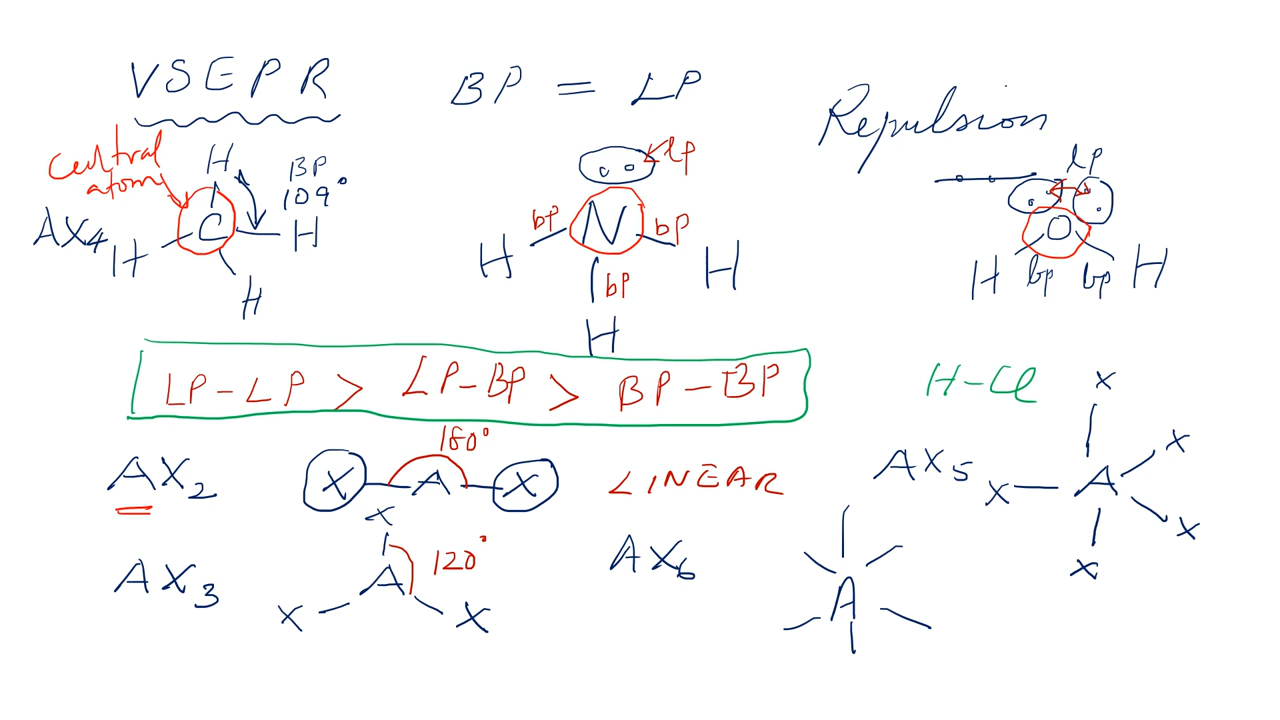 VSEPR
BP = LP
Repulsion
central
atom
H
BP
109°
AX4
H
C
H
H
lp
bp
N
bp
H
bp
H
H
lp
O
H
bp
bp
H
LP-LP > LP-BP > BP-BP
H-Cl
AX2
180°
X A X
LINEAR
AX5
X
X
X A
X
X
AX3
X
120°
A
X X
AX6
A